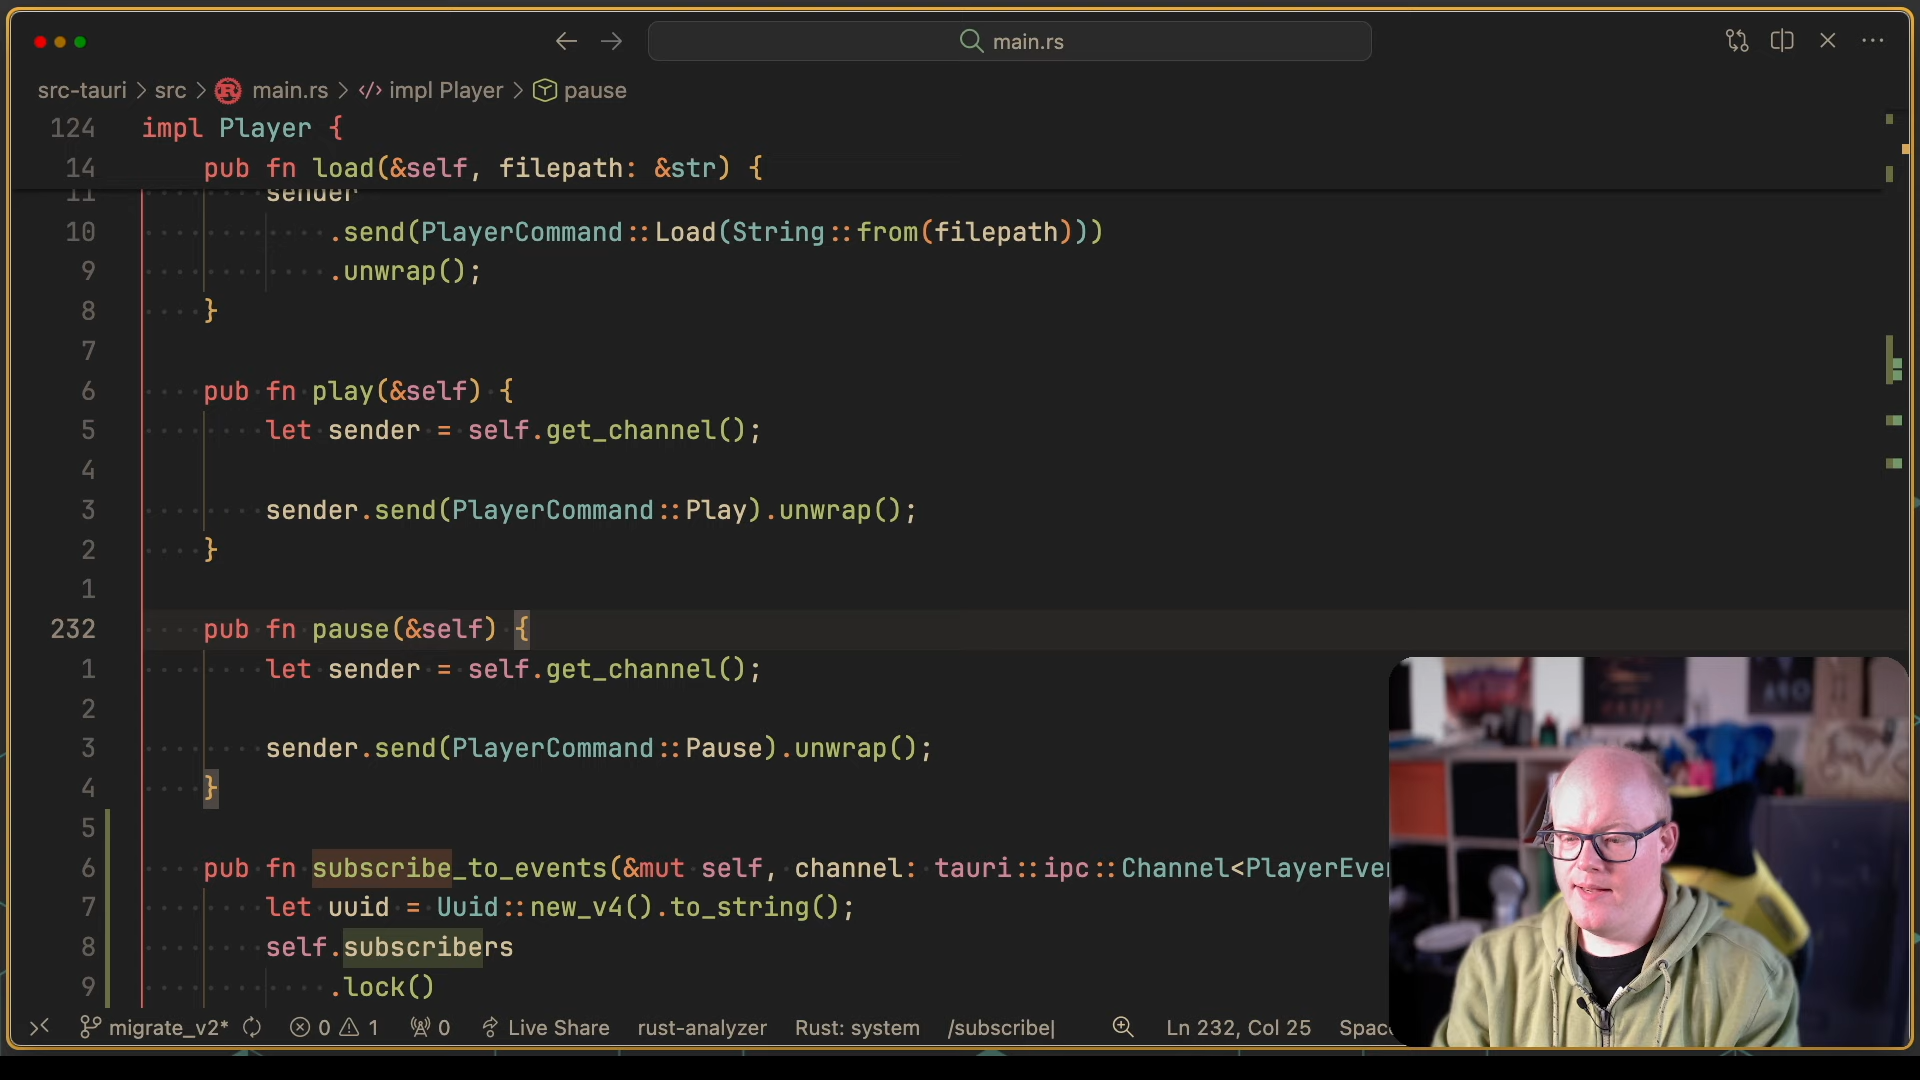 main.rs
src-tauri > src > main.rs > impl Player > pause
124 impl Player {
14 pub fn load(&self, filepath: &str) {
11 sender
10 .send(PlayerCommand::Load(String::from(filepath)))
9 .unwrap();
8 }
7
6 pub fn play(&self) {
5 let sender = self.get_channel();
4
3 sender.send(PlayerCommand::Play).unwrap();
2 }
1
232 pub fn pause(&self) {
1 let sender = self.get_channel();
2
3 sender.send(PlayerCommand::Pause).unwrap();
4 }
5
6 pub fn subscribe_to_events(&mut self, channel: tauri::ipc::Channel<PlayerEve
7 let uuid = Uuid::new_v4().to_string();
8 self.subscribers
9 .lock()
migrate_v2* 0 1 0 Live Share rust-analyzer Rust: system /subscribe| Ln 232, Col 25 Spac